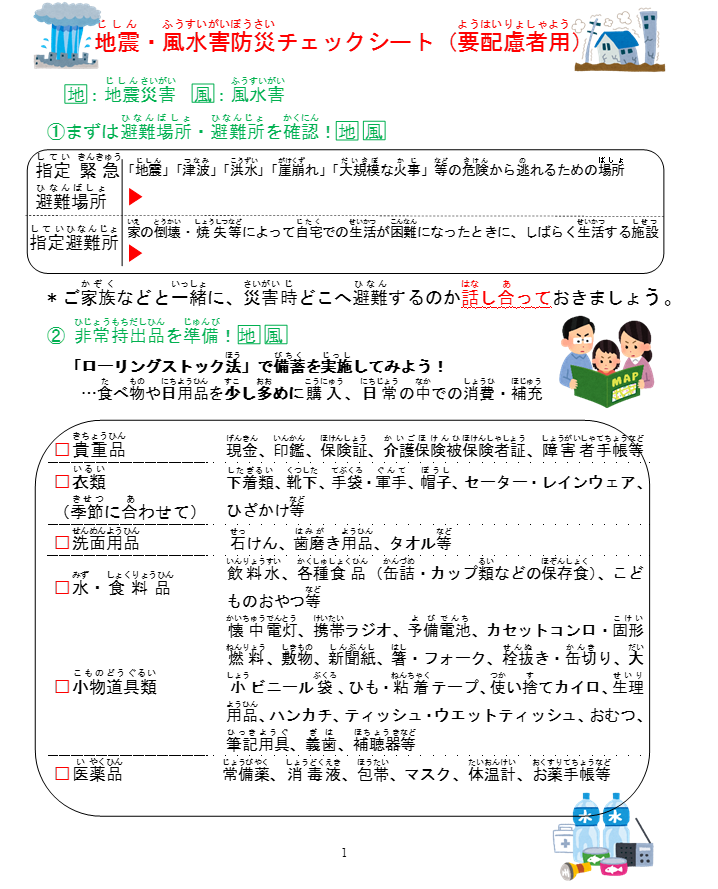 地震・風水害防災チェックシート（要配慮者用）
地：地震災害　風：風水害
①まずは避難場所・避難所を確認！地 風
指定緊急避難場所
「地震」「津波」「洪水」「崖崩れ」「大規模な火事」等の危険から逃れるための場所
▶
指定避難所
家の倒壊・焼失等によって自宅での生活が困難になったときに、しばらく生活する施設
▶
＊ご家族などと一緒に、災害時どこへ避難するのか話し合っておきましょう。
② 非常持出品を準備！地 風
「ローリングストック法」で備蓄を実施してみよう！
…食べ物や日用品を少し多めに購入、日常の中での消費・補充
MAP
□貴重品　現金、印鑑、保険証、介護保険被保険者証、障害者手帳等
□衣類　下着類、靴下、手袋・軍手、帽子、セーター・レインウェア、
（季節に合わせて）　ひざかけ等
□洗面用品　石けん、歯磨き用品、タオル等
□水・食料品　飲料水、各種食品（缶詰・カップ類などの保存食）、こど
ものおやつ等
□小物道具類　懐中電灯、携帯ラジオ、予備電池、カセットコンロ・固形
燃料、敷物、新聞紙、箸・フォーク、栓抜き・缶切り、大
小ビニール袋、ひも・粘着テープ、使い捨てカイロ、生理
用品、ハンカチ、ティッシュ・ウエットティッシュ、おむつ、
筆記用具、義歯、補聴器等
□医薬品　常備薬、消毒液、包帯、マスク、体温計、お薬手帳等
水 水
1